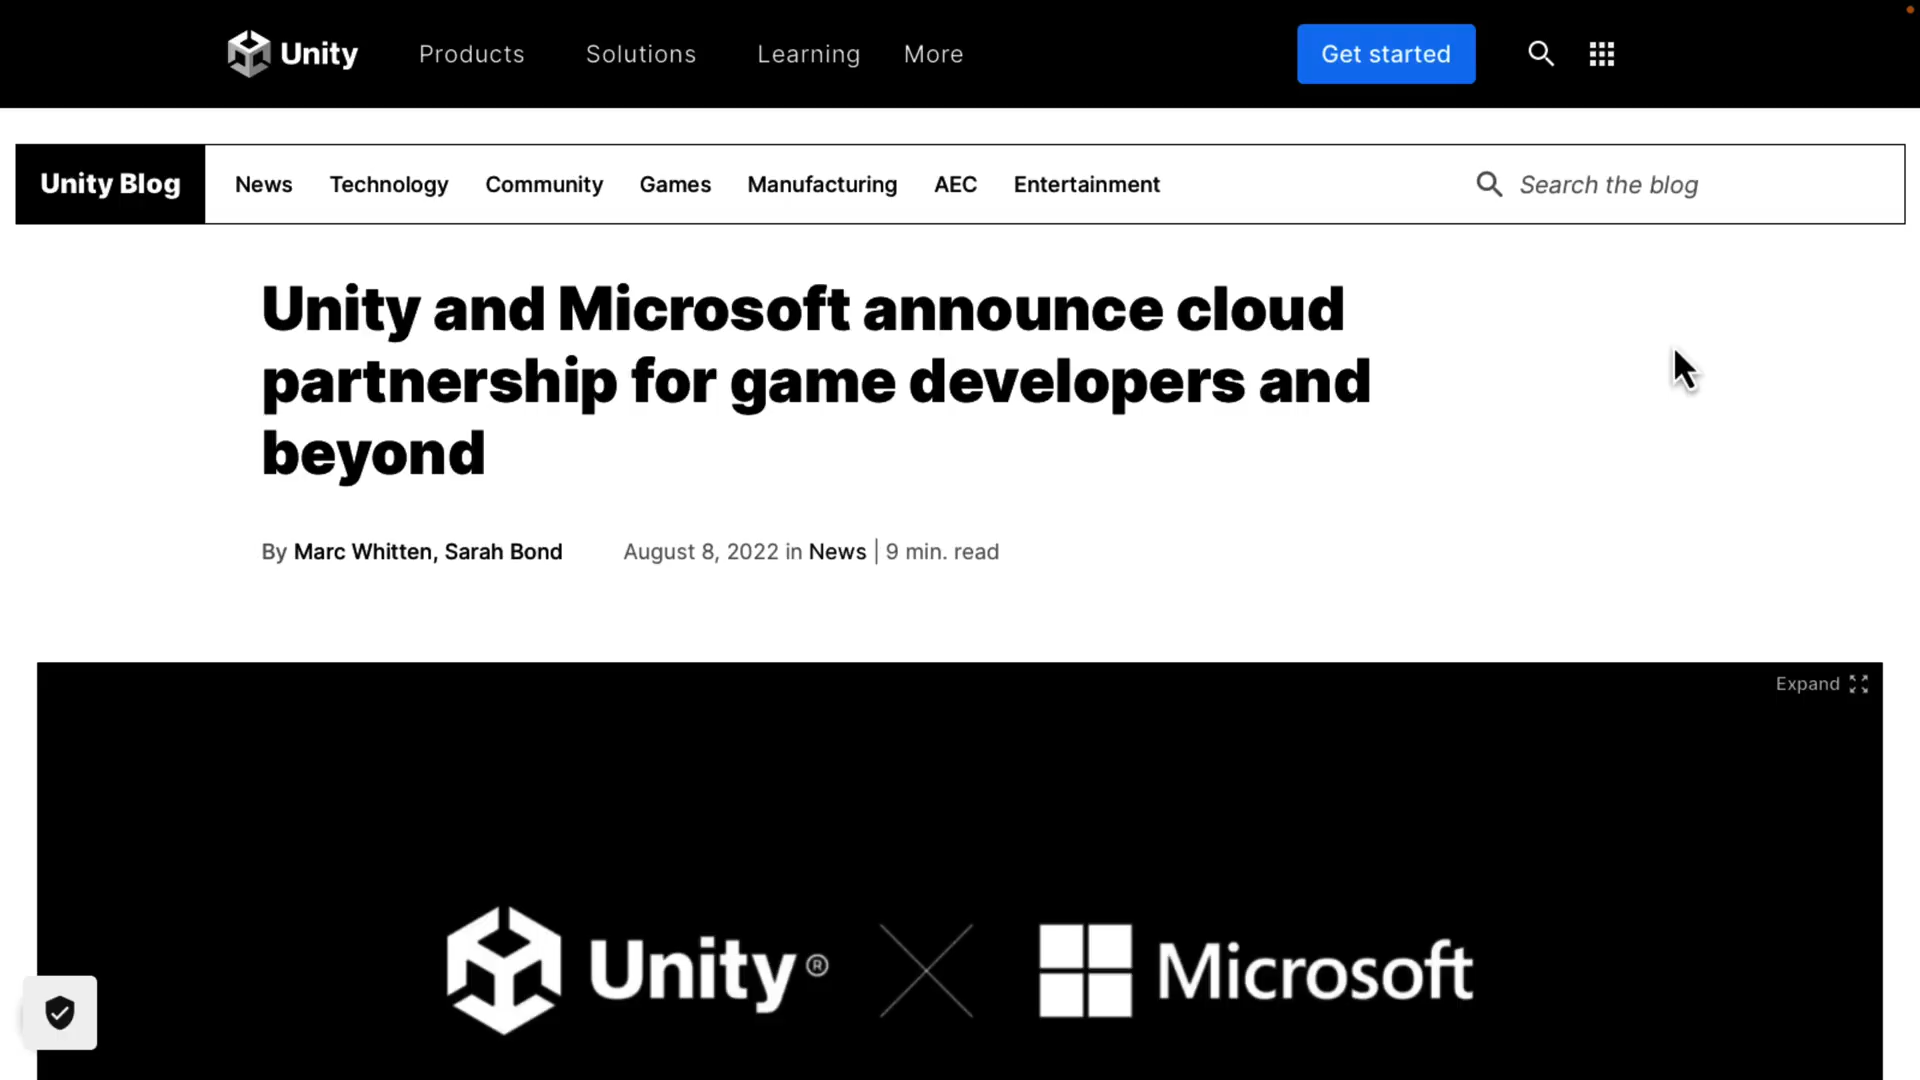 Unity Products Solutions Learning More Get started
Unity Blog News Technology Community Games Manufacturing AEC Entertainment Search the blog
Unity and Microsoft announce cloud
partnership for game developers and
beyond
By Marc Whitten, Sarah Bond August 8, 2022 in News | 9 min. read
Expand
Unity® Microsoft